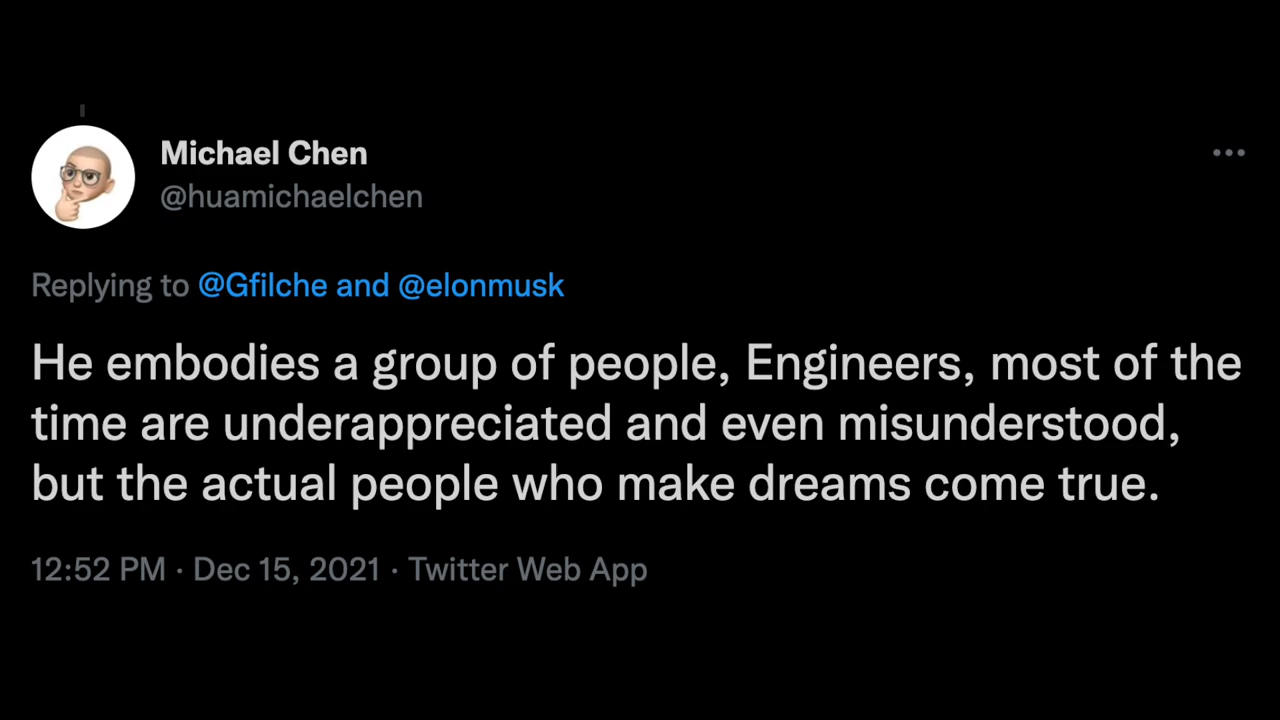 Michael Chen
@huamichaelchen
Replying to @Gfilche and @elonmusk
He embodies a group of people, Engineers, most of the
time are underappreciated and even misunderstood,
but the actual people who make dreams come true.
12:52 PM · Dec 15, 2021 · Twitter Web App